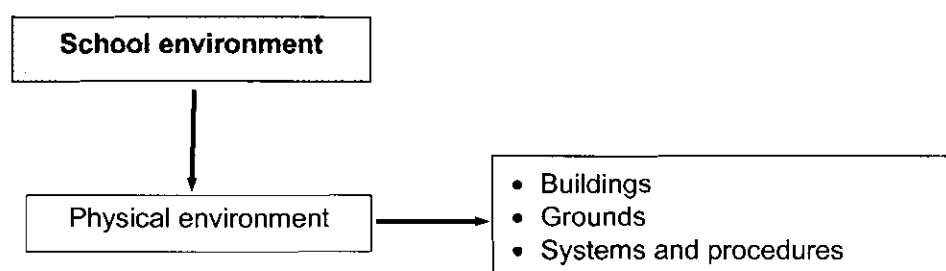 School environment
Physical environment
• Buildings
• Grounds
• Systems and procedures